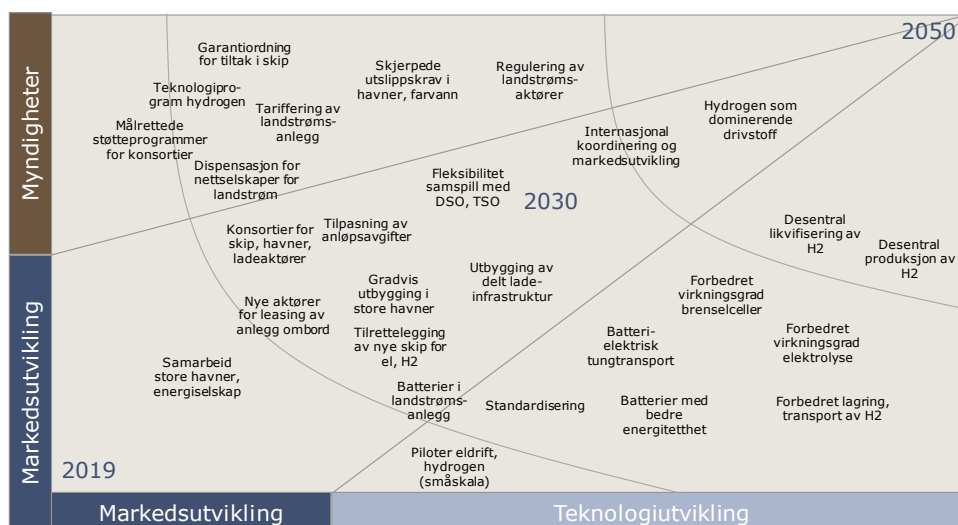 2050
Garantiordning
for tiltak i skip
Skjerpede
utslippskrav i
havner, farvann
Regulering av
landstrøms-
aktører
Teknologipro-
gram hydrogen
Tariffering av
landstrøms-
anlegg
Hydrogen som
dominerende
drivstoff
Målrettede
støtteprogrammer
for konsortier
Internasjonal
koordinering og
markedsutvikling
Dispensasjon for
nettselskaper for
landstrøm
Fleksibilitet
samspill med
DSO, TSO
2030
Konsortier for
skip, havner,
ladeaktører
Tilpasning av
anløpsavgifter
Desentral
likvifisering av
H2
Desentral
produksjon av
H2
Gradvis
utbygging i
store havner
Utbygging av
delt lade-
infrastruktur
Forbedret
virkningsgrad
brenselceller
Nye aktører
for leasing av
anlegg ombord
Tilrettelegging
av nye skip for
el, H2
Batteri-
elektrisk
tungtransport
Forbedret
virkningsgrad
elektrolyse
Samarbeid
store havner,
energiselskap
Batterier i
landstrøms-
anlegg
Standardisering
Batterier med
bedre
energitetthet
Forbedret lagring,
transport av H2
Piloter eldrift,
hydrogen
(småskala)
2019
Myndigheter
Markedsutvikling
Markedsutvikling
Teknologiutvikling